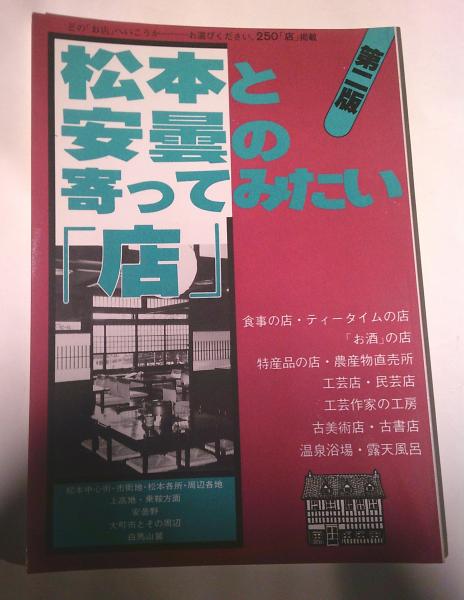 どの「お店」へいこうか───お選びください。250「店」掲載
第二版
松本と
安曇の
寄ってみたい
「店」
食事の店・ティータイムの店
「お酒」の店
特産品の店・農産物直売所
工芸店・民芸店
工芸作家の工房
古美術店・古書店
温泉浴場・露天風呂
松本中心街・市街地・松本各所・周辺各地
上高地・乗鞍方面
安曇野
大町市とその周辺
白馬山麓